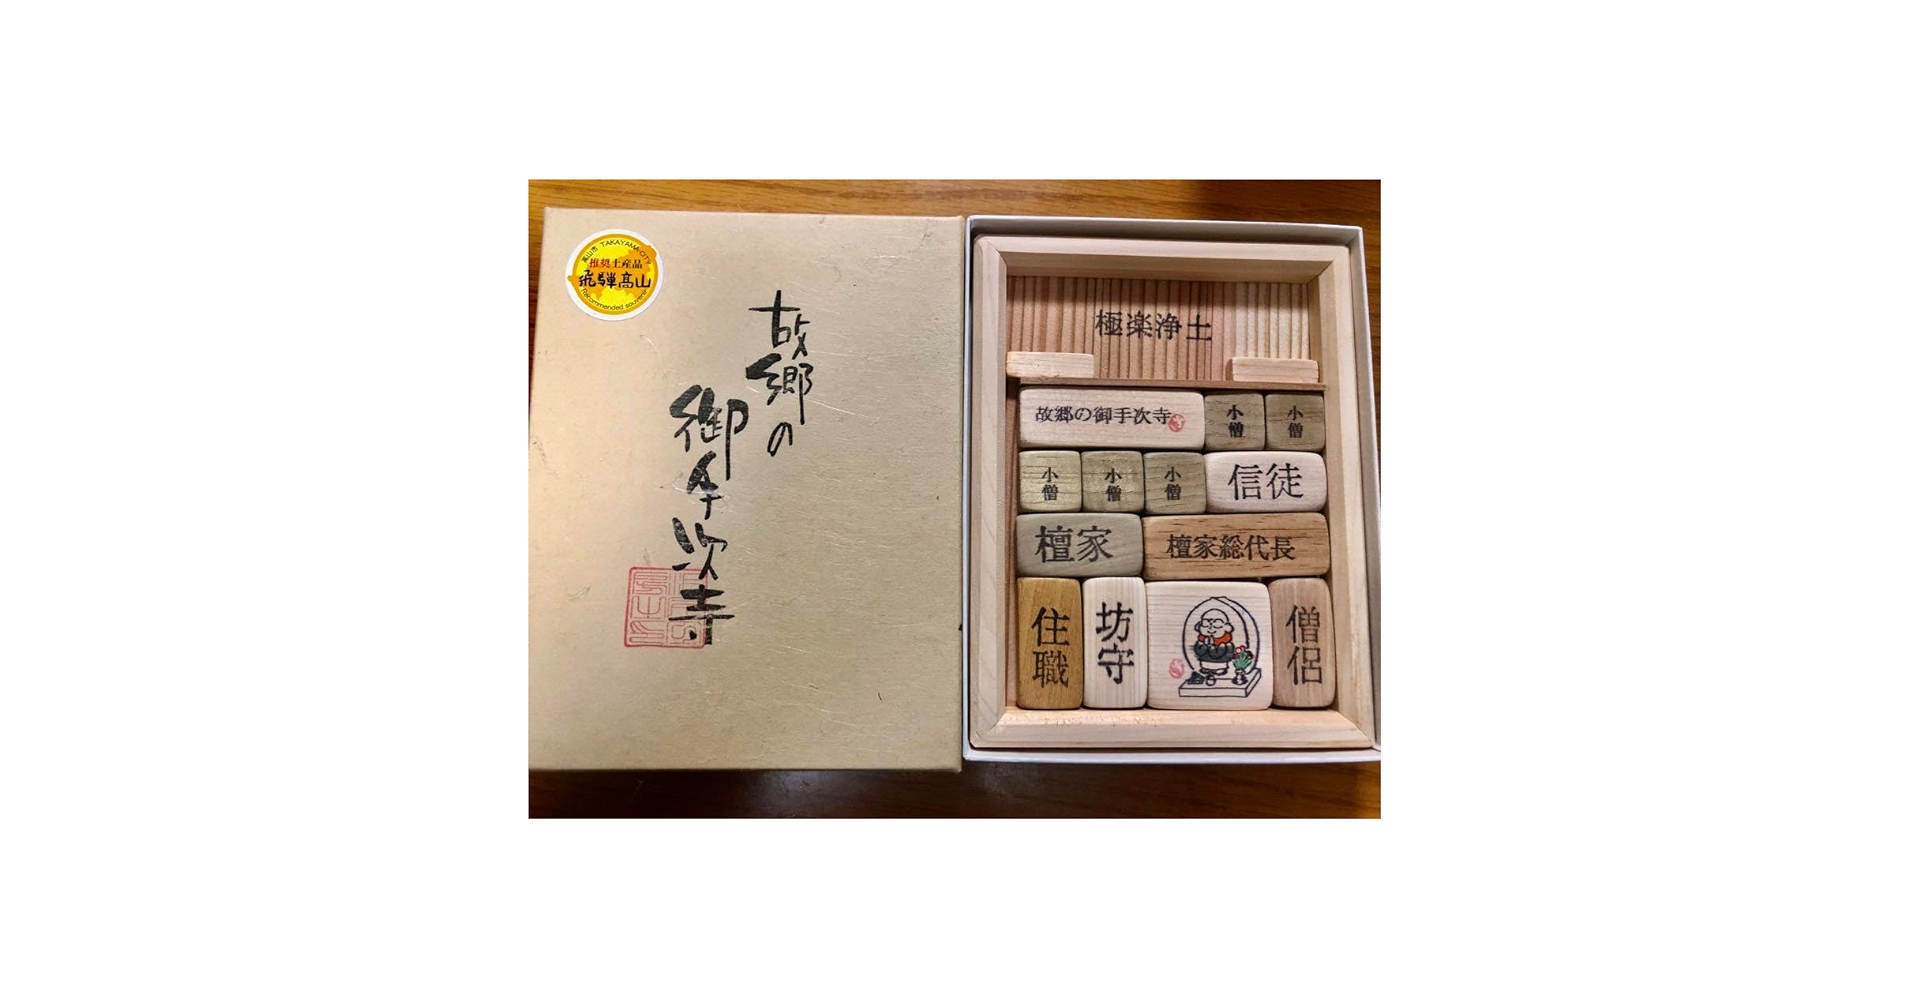 高山市 TAKAYAMA CITY
推奨土産品
飛騨高山
Recommended souvenir
故郷の
御手次寺
極楽浄土
故郷の御手次寺
小僧
小僧
小僧
小僧
小僧
信徒
檀家
檀家総代長
住職
坊守
僧侶